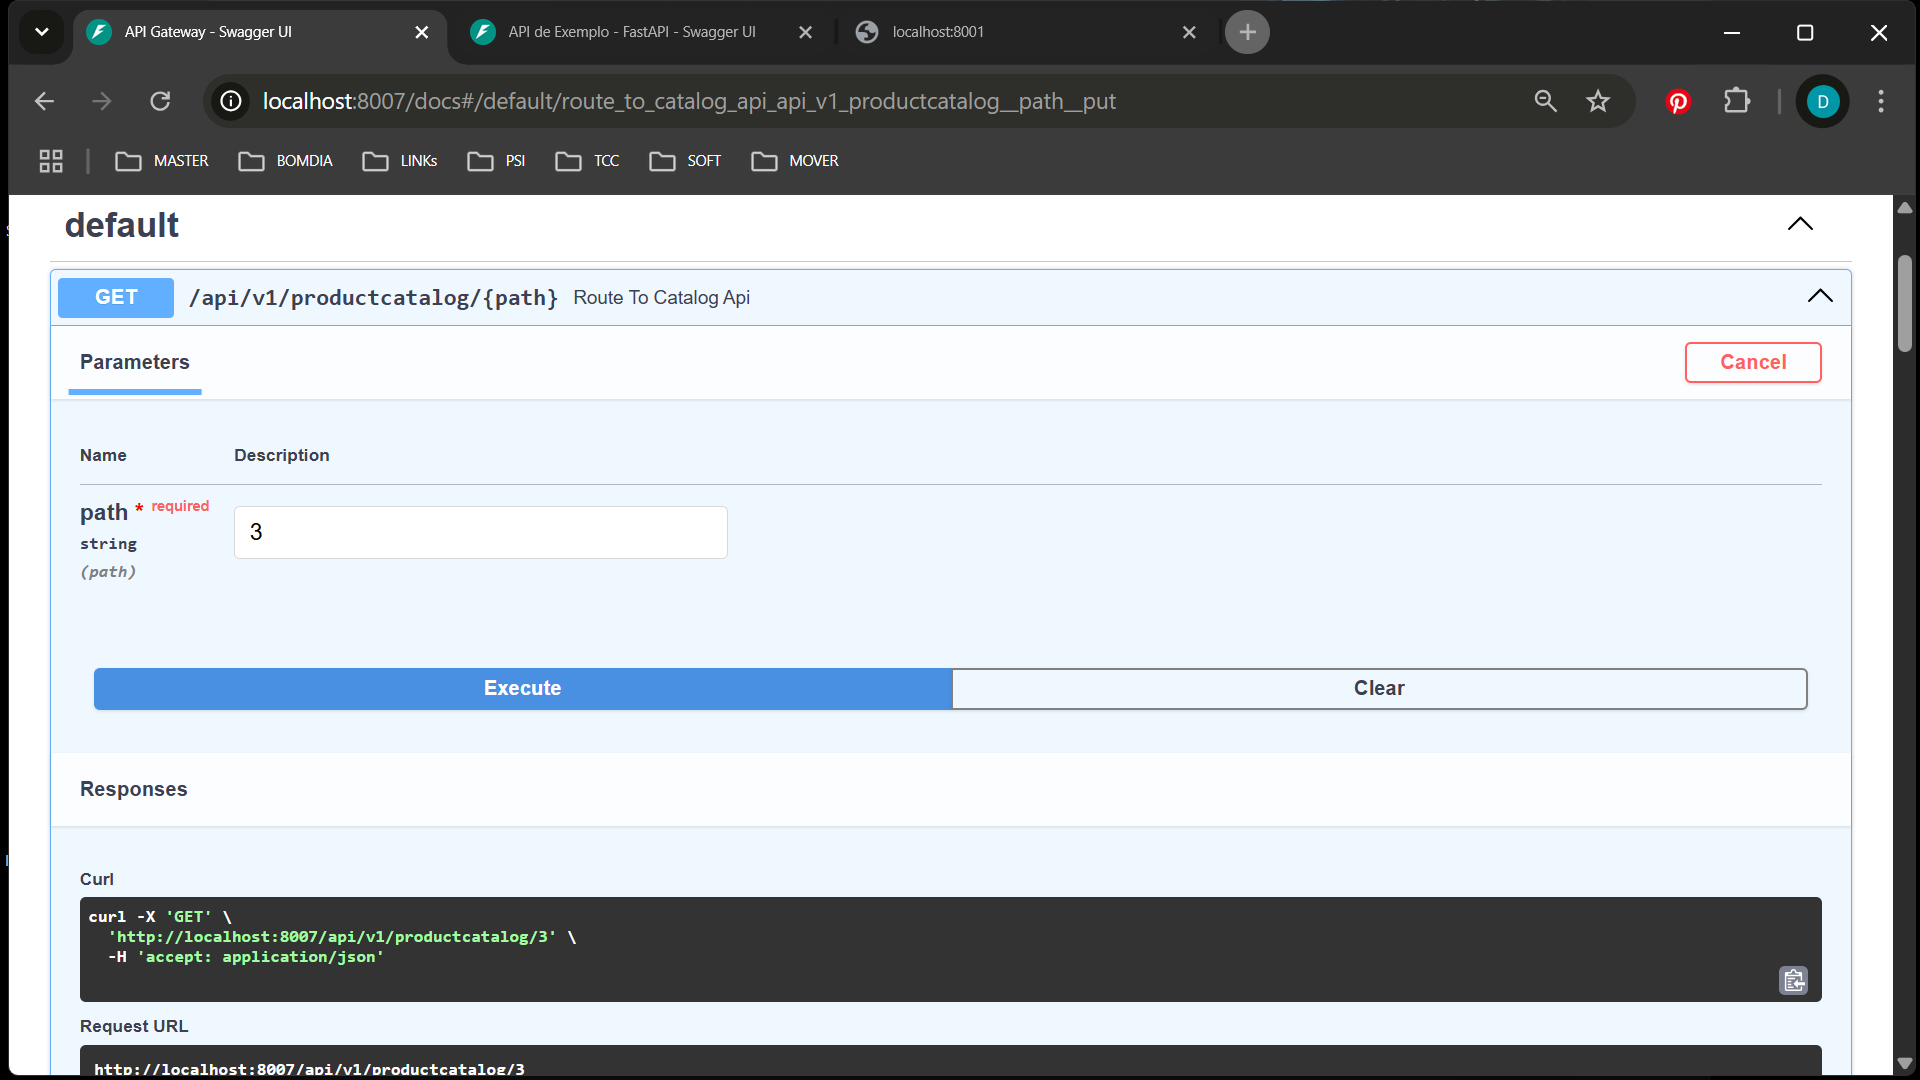 API Gateway - Swagger UI
API de Exemplo - FastAPI - Swagger UI
localhost:8001
localhost:8007/docs#/default/route_to_catalog_api_api_v1_productcatalog__path__put
D
MASTER
BOMDIA
LINKs
PSI
TCC
SOFT
MOVER
default
GET /api/v1/productcatalog/{path} Route To Catalog Api
Parameters
Cancel
Name Description
path * required
string
(path)
3
Execute
Clear
Responses
Curl
curl -X 'GET' \
'http://localhost:8007/api/v1/productcatalog/3' \
-H 'accept: application/json'
Request URL
http://localhost:8007/api/v1/productcatalog/3